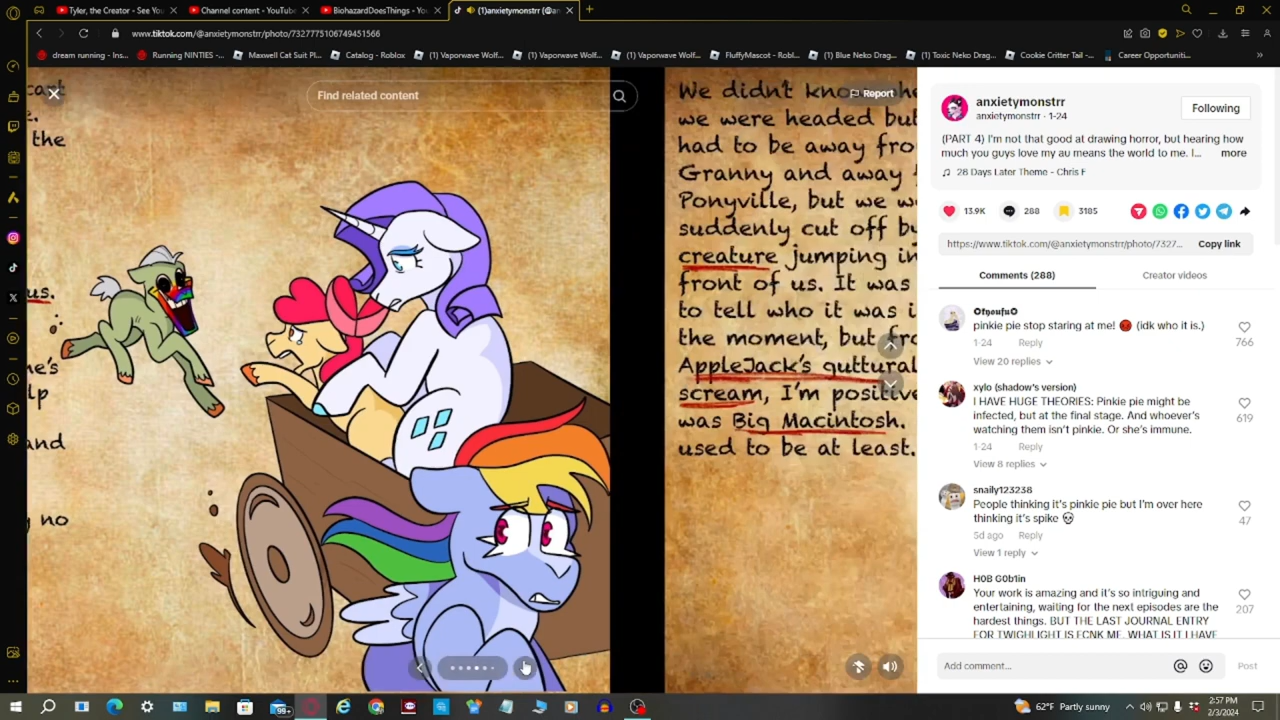 Tyler, the Creator - See You
Channel content - YouTube
BiohazardDoesThings - YouTube
(1)anxietymonstrr (@an
www.tiktok.com/@anxietymonstrr/photo/7327775106749451566
dream running - Ins...
Running NINTIES -...
Maxwell Cat Suit Pl...
Catalog - Roblox
(1) Vaporwave Wolf...
(1) Vaporwave Wolf...
(1) Vaporwave Wolf...
FluffyMascot - Robl...
(1) Blue Neko Drag...
(1) Toxic Neko Drag...
Cookie Critter Tail -...
Career Opportuniti...
Find related content
Report
the
us.
he's
lp
and
no
We didn't know
we were headed but
had to be away fro
Granny and away
Ponyville, but we w
suddenly cut off b
creature jumping in
front of us. It was
to tell who it was i
the moment, but fr
AppleJack's guttural
scream, I'm positive
was Big Macintosh.
used to be at least.
anxietymonstrr
anxietymonstrr · 1-24
Following
(PART 4) I'm not that good at drawing horror, but hearing how
much you guys love my au means the world to me. I... more
28 Days Later Theme - Chris F
13.9K
288
3185
https://www.tiktok.com/@anxietymonstrr/photo/7327...
Copy link
Comments (288)
Creator videos
pinkie pie stop staring at me! (idk who it is.)
1-24 Reply
766
View 20 replies
xylo (shadow's version)
I HAVE HUGE THEORIES: Pinkie pie might be
infected, but at the final stage. And whoever's
watching them isn't pinkie. Or she's immune.
619
1-24 Reply
View 8 replies
snaily123238
People thinking it's pinkie pie but I'm over here
thinking it's spike 💀
47
5d ago Reply
View 1 reply
H0B G0b1in
Your work is amazing and it's so intriguing and
entertaining, waiting for the next episodes are the
hardest things. BUT THE LAST JOURNAL ENTRY
FOR TWIGHLIGHT IS FCNK ME. WHAT IS IT I HAVE
207
Add comment...
Post
99+
62°F Partly sunny
2:57 PM
2/3/2024